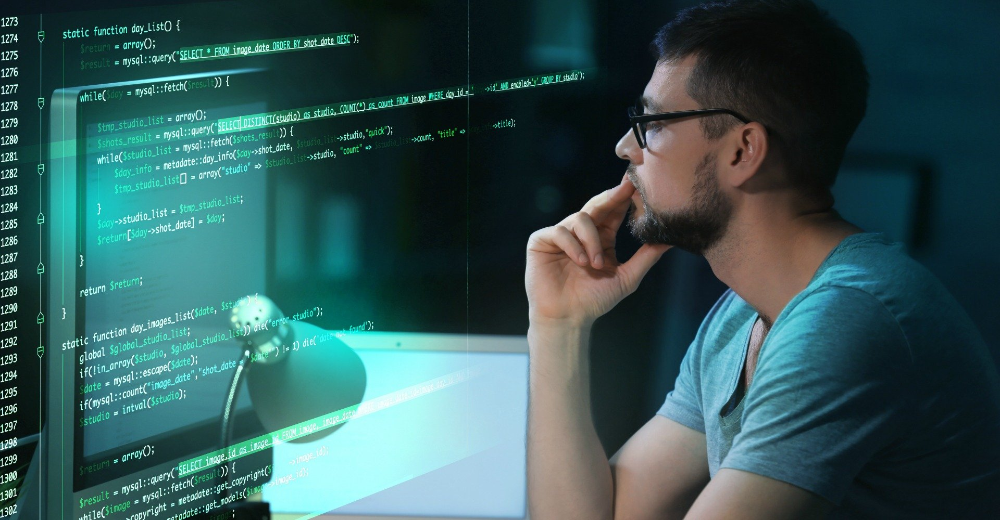 1273
1274
1275
1276
1277
1278
1279
1280
1281
1282
1283
1284
1285
1286
1287
1288
1289
1290
1291
1292
1293
1294
1295
1296
1297
1298
1299
1300
1301
1302
static function day_List() {
$return = array();
$result = mysql::query("SELECT * FROM image_date ORDER BY shot_date DESC");
while($day = mysql::fetch($result)) {
$tmp_studio_list = array();
$shots_result = mysql::query("SELECT DISTINCT(studio) as studio, COUNT(*) as count FROM image WHERE day_id = '->id' AND enabled='y' GROUP BY studio");
while($studio_list = mysql::fetch($shots_result)) {
$day_info = metadate::day_info($day->shot_date, $studio_list->studio,"quick");
$tmp_studio_list[] = array("studio" => $studio_list->studio, "count" => $studio_list->count, "title" => $day_info->title);
}
$day->studio_list = $tmp_studio_list;
$return[$day->shot_date] = $day;
}
return $return;
}
static function day_images_list($date, $studio) {
global $global_studio_list;
if(!in_array($studio, $global_studio_list)) die("error studio");
$date = mysql::escape($date);
if(mysql::count("image_date","shot_date = '$date'") != 1) die('date not found');
$studio = intval($studio);
$return = array();
$result = mysql::query("SELECT image.id as image_id FROM image, image_date WHERE image_date.id=image.day_id AND
while($image = mysql::fetch($result)) {
copyright = metadate::get_copyright($i->image_id);
metadate::get_models($image->image_id);
$image;